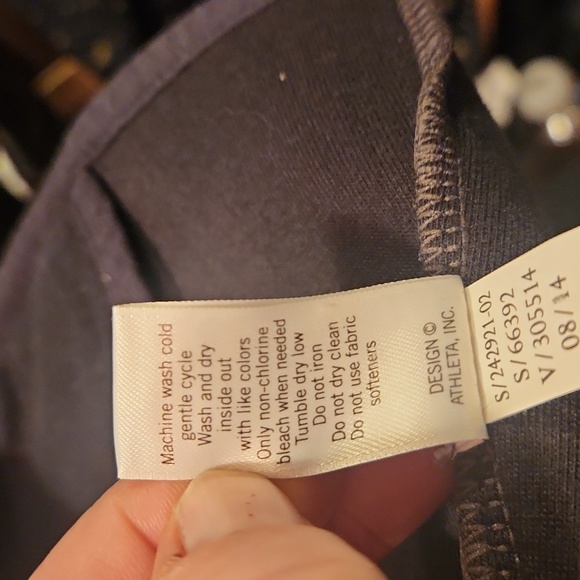 Machine wash cold
gentle cycle
Wash and dry
inside out
with like colors
Only non-chlorine
bleach when needed
Tumble dry low
Do not iron
Do not dry clean
Do not use fabric
softeners
DESIGN ©
ATHLETA, INC.
S/242921-02
S/66392
V/305514
08/14